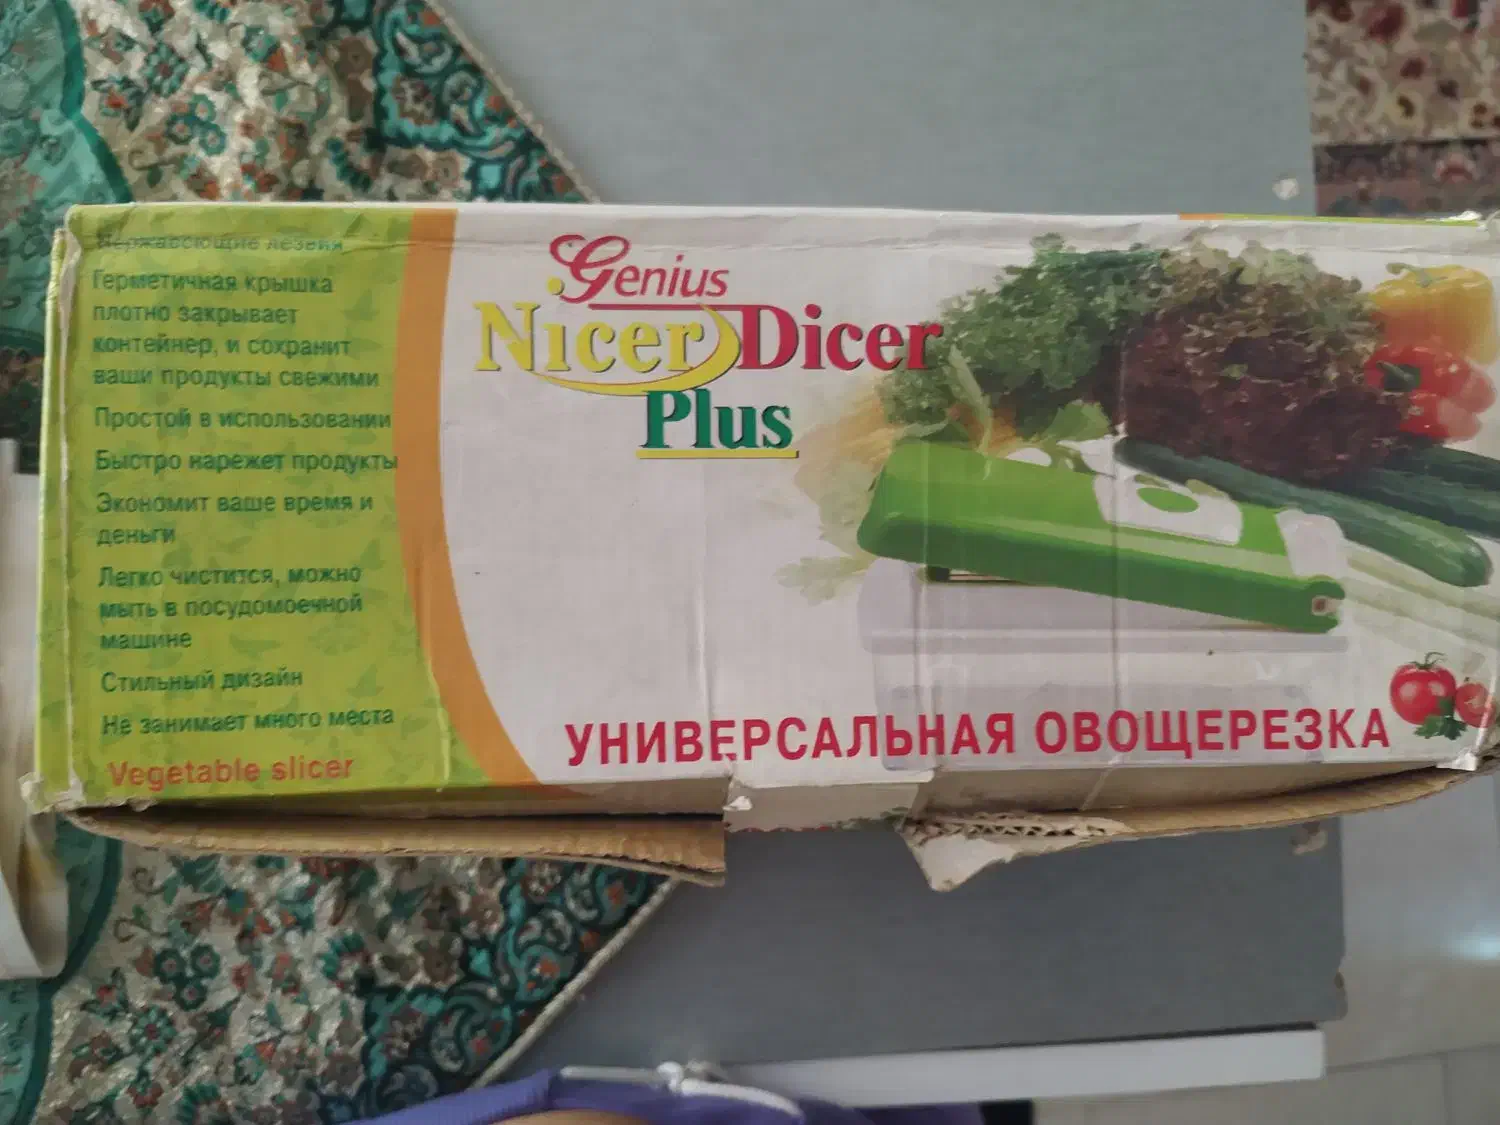 Нержавеющие лезвия
Герметичная крышка
плотно закрывает
контейнер, и сохранит
ваши продукты свежими
Простой в использовании
Быстро нарежет продукты
Экономит ваше время и
деньги
Легко чистится, можно
мыть в посудомоечной
машине
Стильный дизайн
Не занимает много места
Vegetable slicer
Genius
Nicer Dicer
Plus
УНИВЕРСАЛЬНАЯ ОВОЩЕРЕЗКА